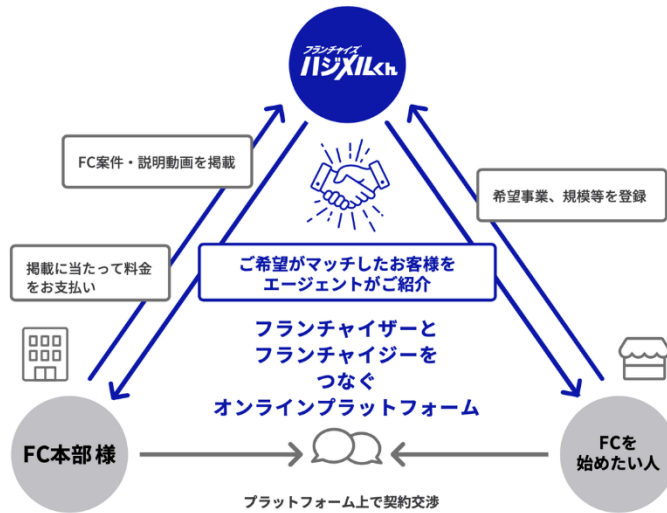 フランチャイズ
ハジメルくん
FC案件・説明動画を掲載
希望事業、規模等を登録
掲載に当たって料金
をお支払い
ご希望がマッチしたお客様を
エージェントがご紹介
フランチャイザーと
フランチャイジーを
つなぐ
オンラインプラットフォーム
FC本部様
FCを
始めたい人
プラットフォーム上で契約交渉